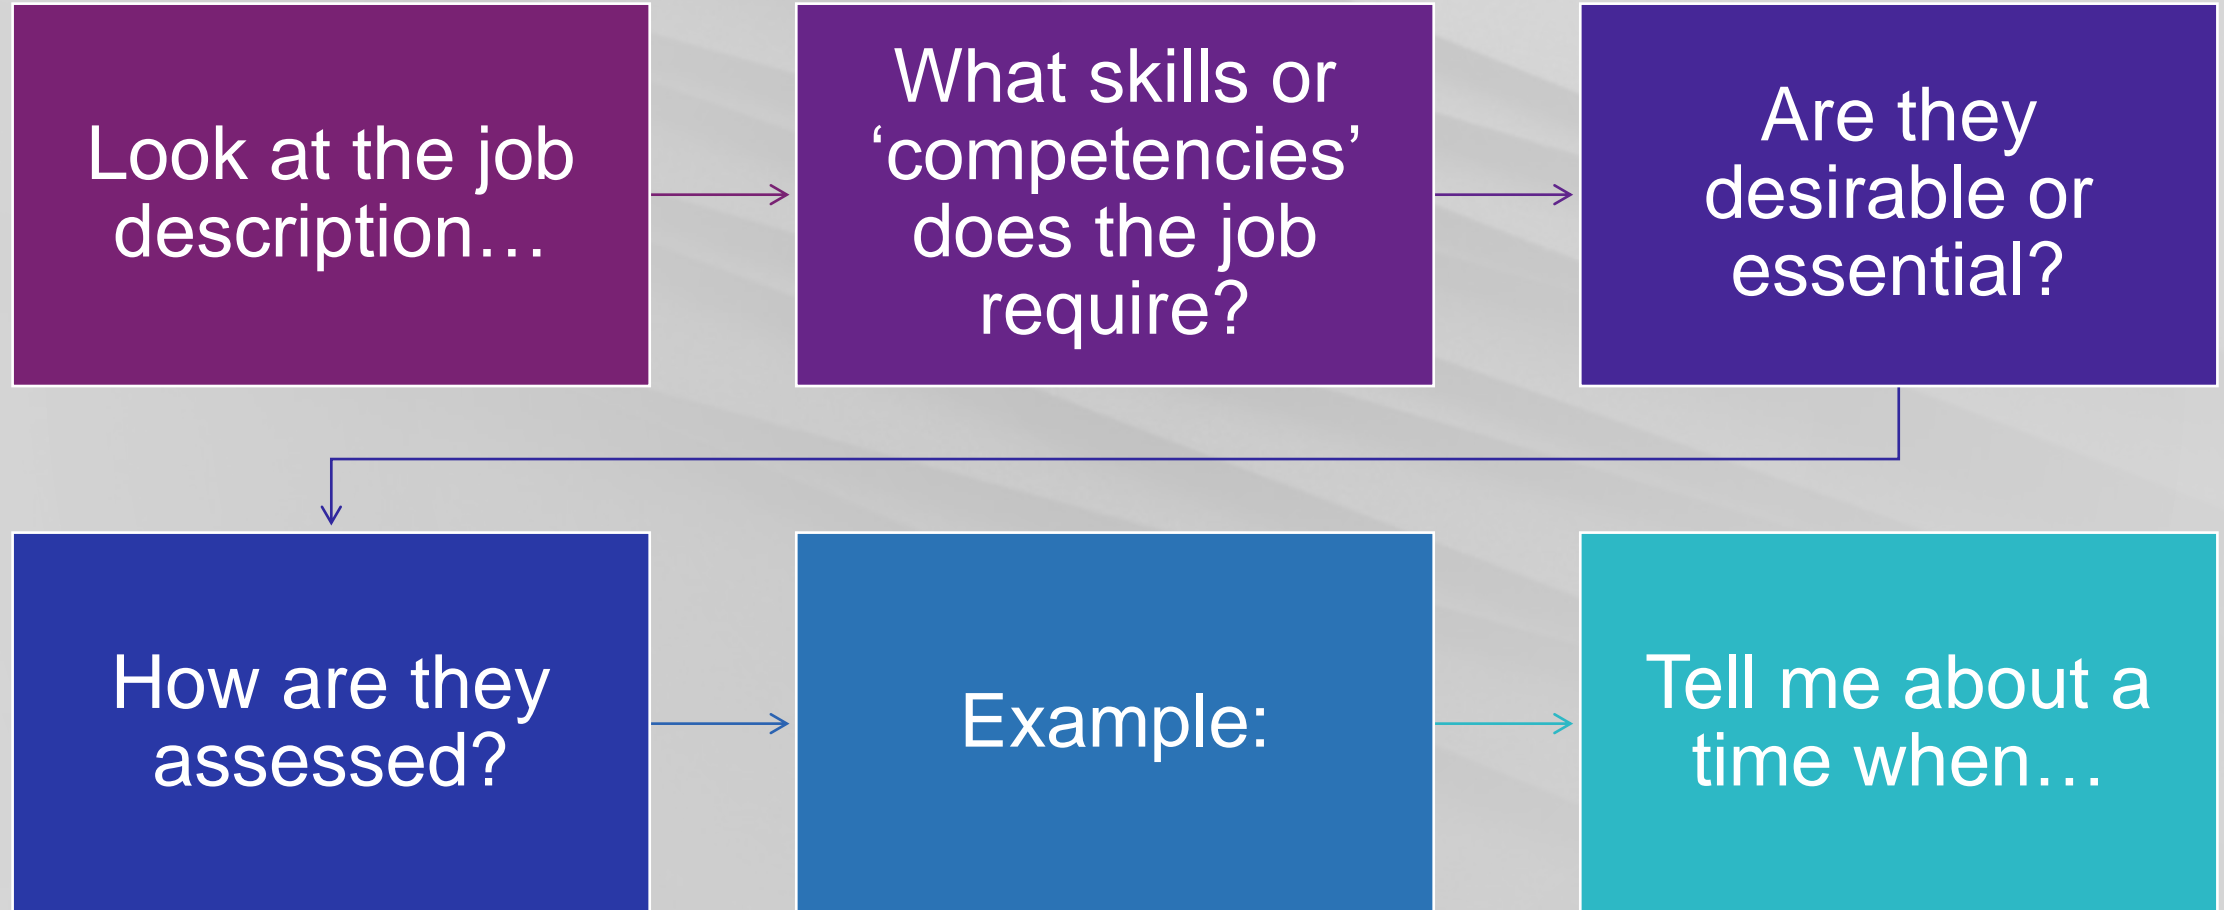 Look at the job
description…
What skills or
‘competencies’
does the job
require?
Are they
desirable or
essential?
How are they
assessed?
Example:
Tell me about a
time when…